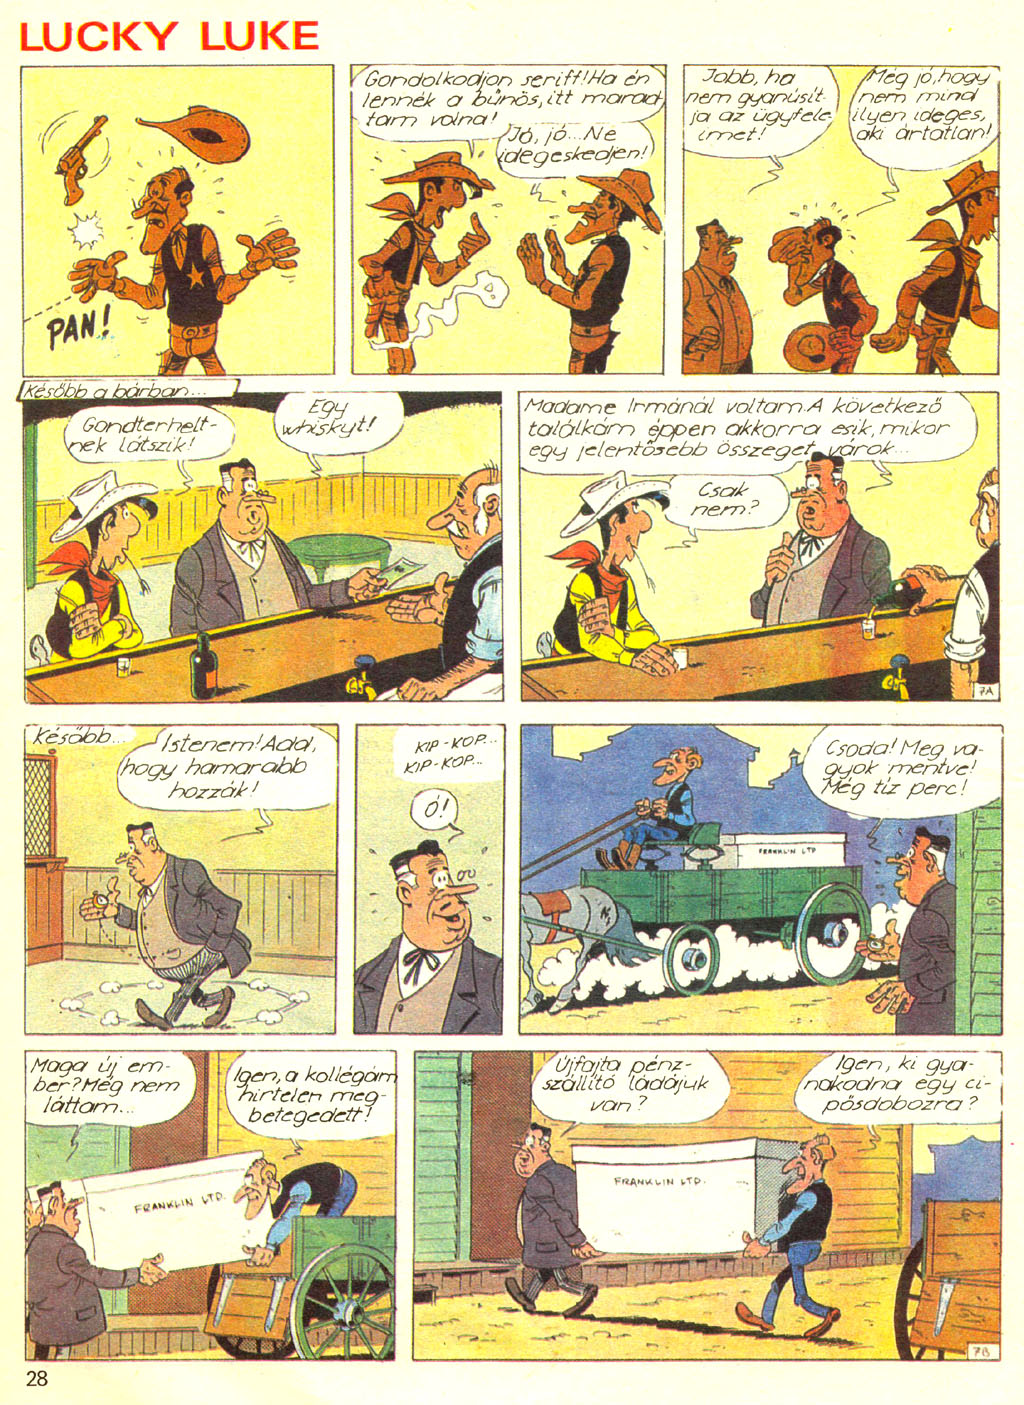 LUCKY LUKE
PAN!
Gondolkodjon seriff! Ha én
lennék a bűnös, itt marad
tam volna!
Jó, jó... Ne
idegeskedjen!
Jobb, ha
nem gyanúsít-
ja az ügyfele-
imet!
Még jó, hogy
nem mind
ilyen ideges,
aki ártatlan!
Később a bárban...
Gondterhelt-
nek látszik!
Egy
whiskyt!
Madame Irmánál voltam. A következő
találkám éppen akkorra esik, mikor
egy jelentősebb összeget várok...
Csak
nem?
7A
Később...
Istenem! Add,
hogy hamarabb
hozzák!
KIP-KOP...
KIP-KOP...
Ó!
Csoda! Meg va-
gyok mentve!
Még tíz perc!
FRANKLIN LTD
Maga új em-
ber? Még nem
láttam...
Igen, a kollégám
hirtelen meg-
betegedett!
FRANKLIN LTD.
Újfajta pénz-
szállító ládájuk
van?
Igen, ki gya-
nakodna egy ci-
pősdobozra?
FRANKLIN LTD.
7B
28